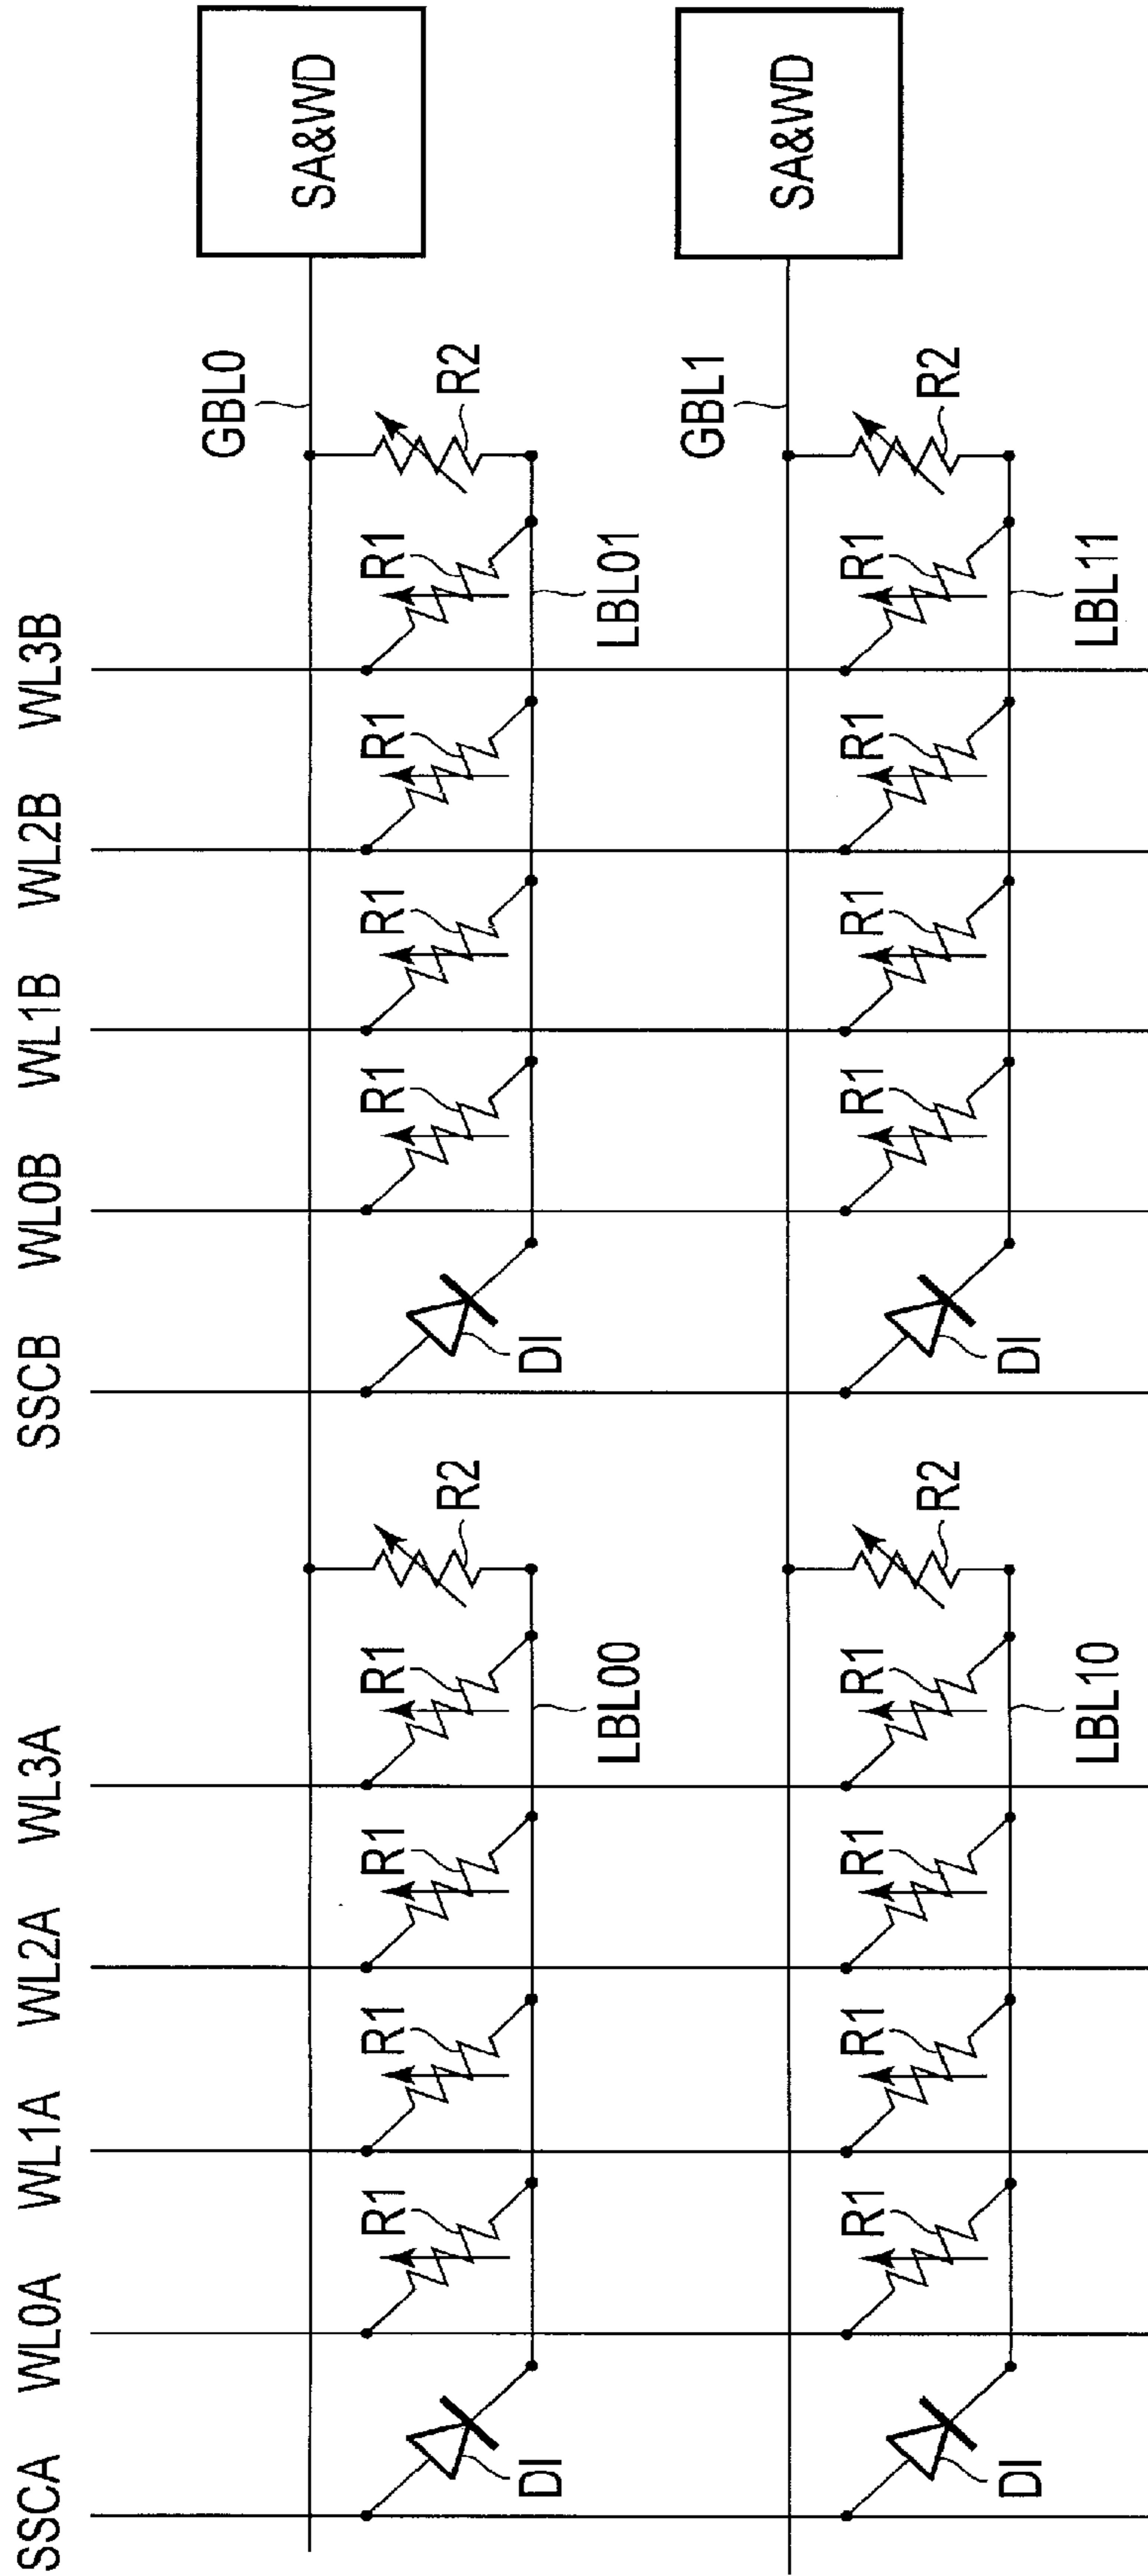 SSCA WL0A WL1A WL2A WL3A SSCB WL0B WL1B WL2B WL3B
GBL0
SA&WD
R1 R1 R1 R1 R2 R1 R1 R1 R1 R2
DI DI
LBL00 LBL01
GBL1
SA&WD
R1 R1 R1 R1 R2 R1 R1 R1 R1 R2
DI DI
LBL10 LBL11